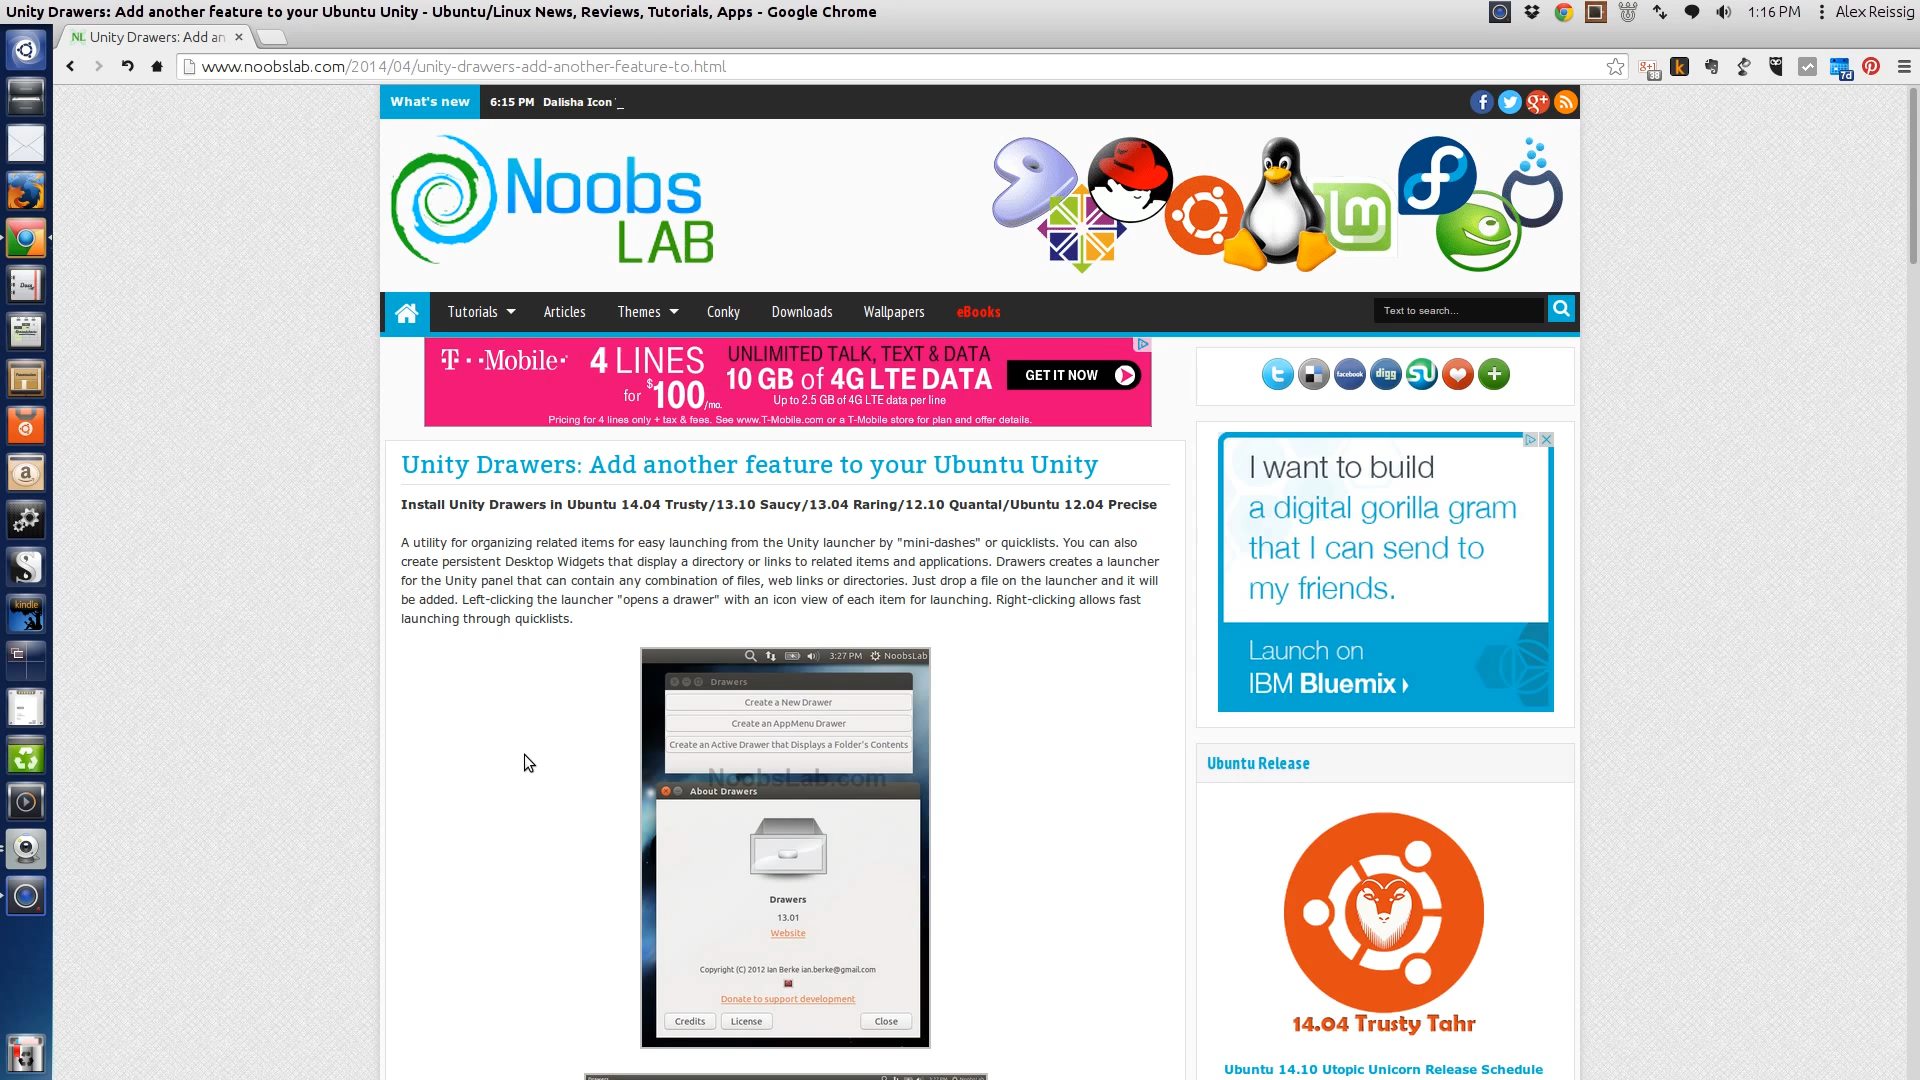 Unity Drawers: Add another feature to your Ubuntu Unity - Ubuntu/Linux News, Reviews, Tutorials, Apps - Google Chrome
1:16 PM
Alex Reissig
NL Unity Drawers: Add an
www.noobslab.com/2014/04/unity-drawers-add-another-feature-to.html
38
7d
What's new
6:15 PM Dalisha Icon '_
Noobs
LAB
Tutorials
Articles
Themes
Conky
Downloads
Wallpapers
eBooks
Text to search...
T··Mobile·
4 LINES
for $100/mo.
UNLIMITED TALK, TEXT & DATA
10 GB of 4G LTE DATA
Up to 2.5 GB of 4G LTE data per line
GET IT NOW
Pricing for 4 lines only + tax & fees. See www.T-Mobile.com or a T-Mobile store for plan and offer details.
facebook
digg
Unity Drawers: Add another feature to your Ubuntu Unity
Install Unity Drawers in Ubuntu 14.04 Trusty/13.10 Saucy/13.04 Raring/12.10 Quantal/Ubuntu 12.04 Precise
A utility for organizing related items for easy launching from the Unity launcher by "mini-dashes" or quicklists. You can also
create persistent Desktop Widgets that display a directory or links to related items and applications. Drawers creates a launcher
for the Unity panel that can contain any combination of files, web links or directories. Just drop a file on the launcher and it will
be added. Left-clicking the launcher "opens a drawer" with an icon view of each item for launching. Right-clicking allows fast
launching through quicklists.
3:27 PM NoobsLab
Drawers
Create a New Drawer
Create an AppMenu Drawer
Create an Active Drawer that Displays a Folder's Contents
NoobsLab.com
About Drawers
Drawers
13.01
Website
Copyright (C) 2012 Ian Berke ian.berke@gmail.com
Donate to support development
Credits
License
Close
I want to build
a digital gorilla gram
that I can send to
my friends.
Launch on
IBM Bluemix
Ubuntu Release
14.04 Trusty Tahr
Ubuntu 14.10 Utopic Unicorn Release Schedule
kindle